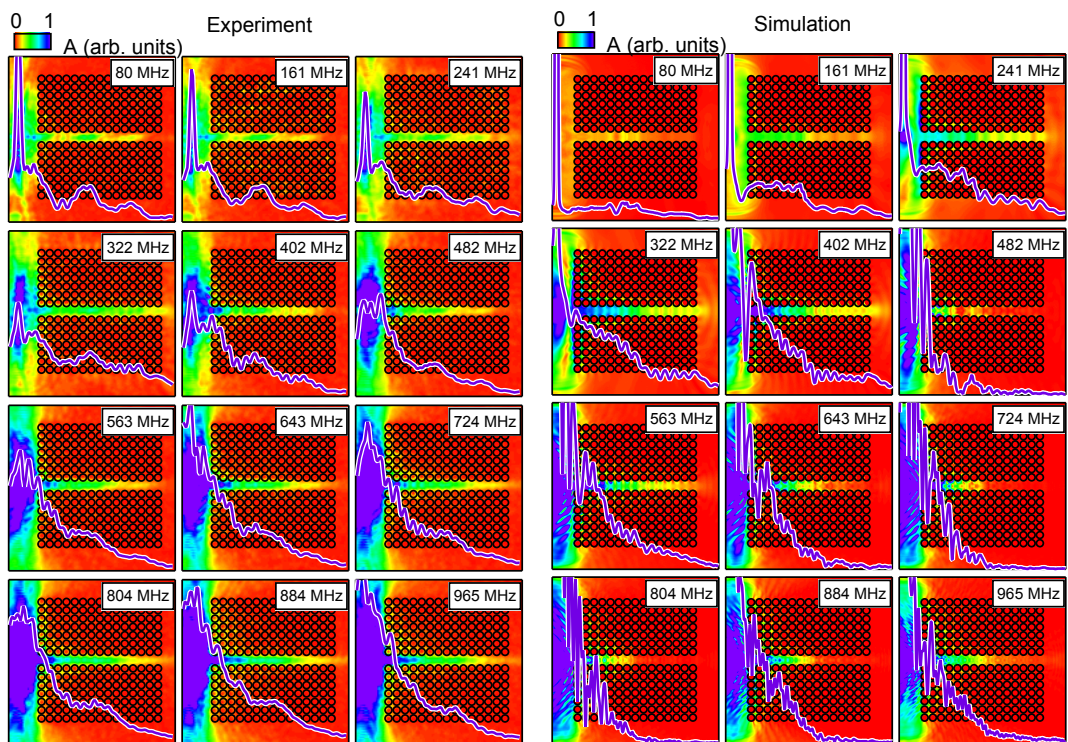 0 1 Experiment
A (arb. units)
80 MHz 161 MHz 241 MHz
322 MHz 402 MHz 482 MHz
563 MHz 643 MHz 724 MHz
804 MHz 884 MHz 965 MHz
0 1 Simulation
A (arb. units)
80 MHz 161 MHz 241 MHz
322 MHz 402 MHz 482 MHz
563 MHz 643 MHz 724 MHz
804 MHz 884 MHz 965 MHz